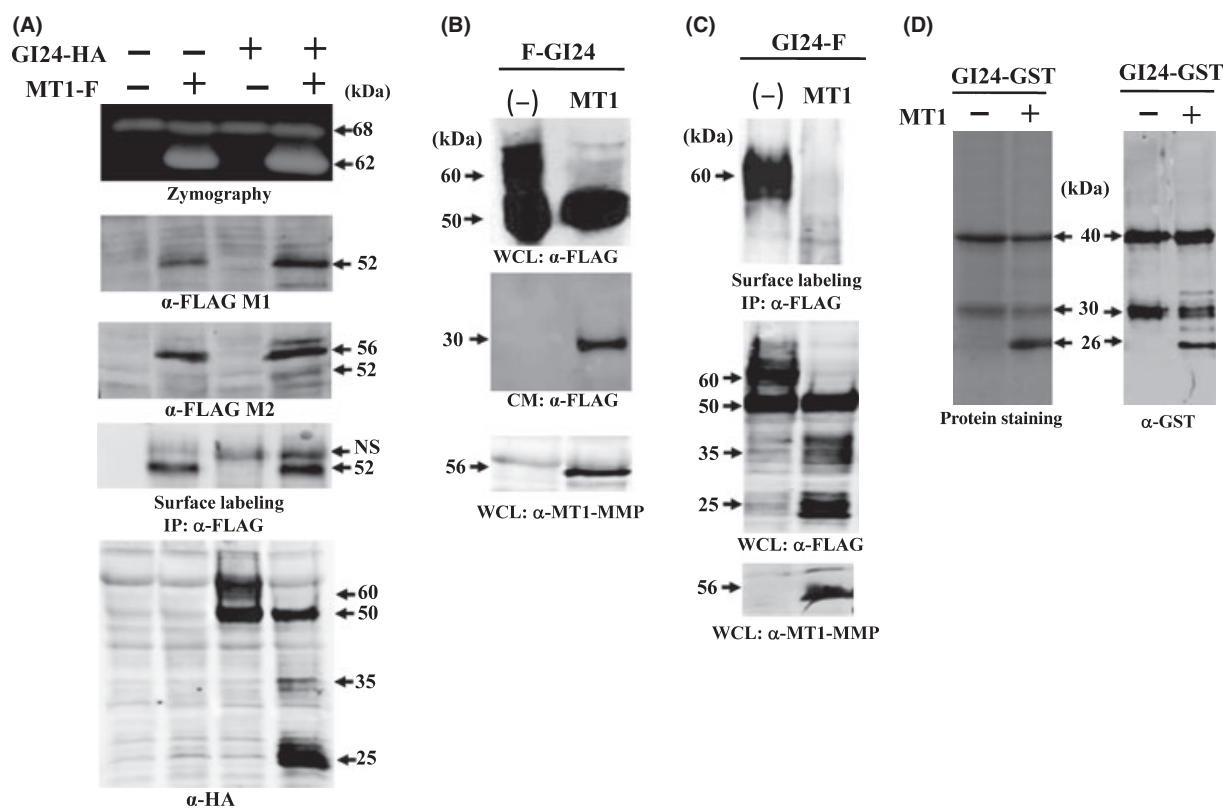 (A)
GI24-HA − − + +
MT1-F − + − + (kDa)
68
62
Zymography
52
α-FLAG M1
56
52
α-FLAG M2
NS
52
Surface labeling
IP: α-FLAG
60
50
35
25
α-HA
(B)
F-GI24
(−) MT1
(kDa)
60
50
WCL: α-FLAG
30
CM: α-FLAG
56
WCL: α-MT1-MMP
(C)
GI24-F
(−) MT1
(kDa)
60
Surface labeling
IP: α-FLAG
60
50
35
25
WCL: α-FLAG
56
WCL: α-MT1-MMP
(D)
GI24-GST GI24-GST
MT1 − + − +
(kDa)
40
30
26
Protein staining α-GST